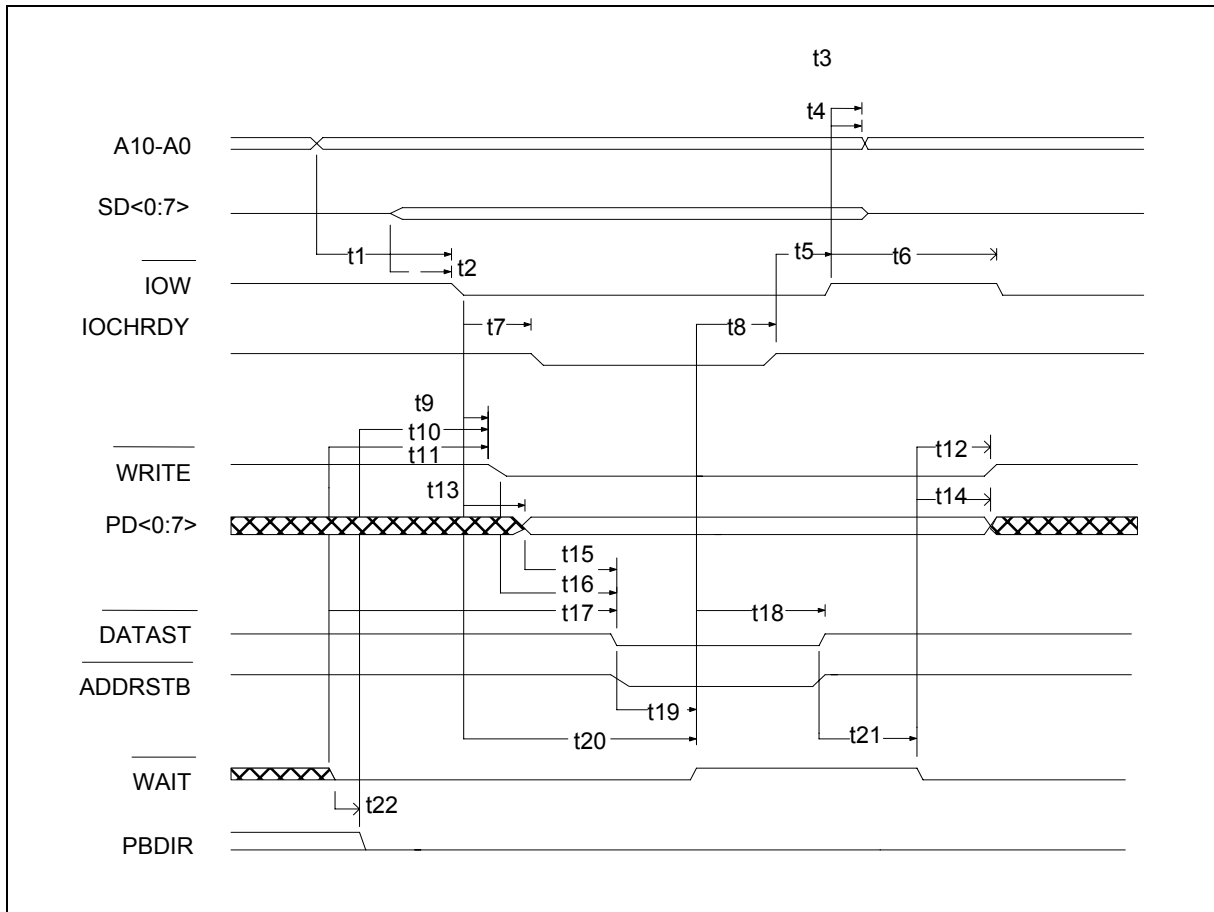 t3
t4
A10-A0
SD<0:7>
t1
t2
t5
t6
IOW
IOCHRDY
t7
t8
t9
t10
t11
t12
WRITE
t13
t14
PD<0:7>
t15
t16
t17
t18
DATAST
ADDRSTB
t19
t20
t21
WAIT
t22
PBDIR